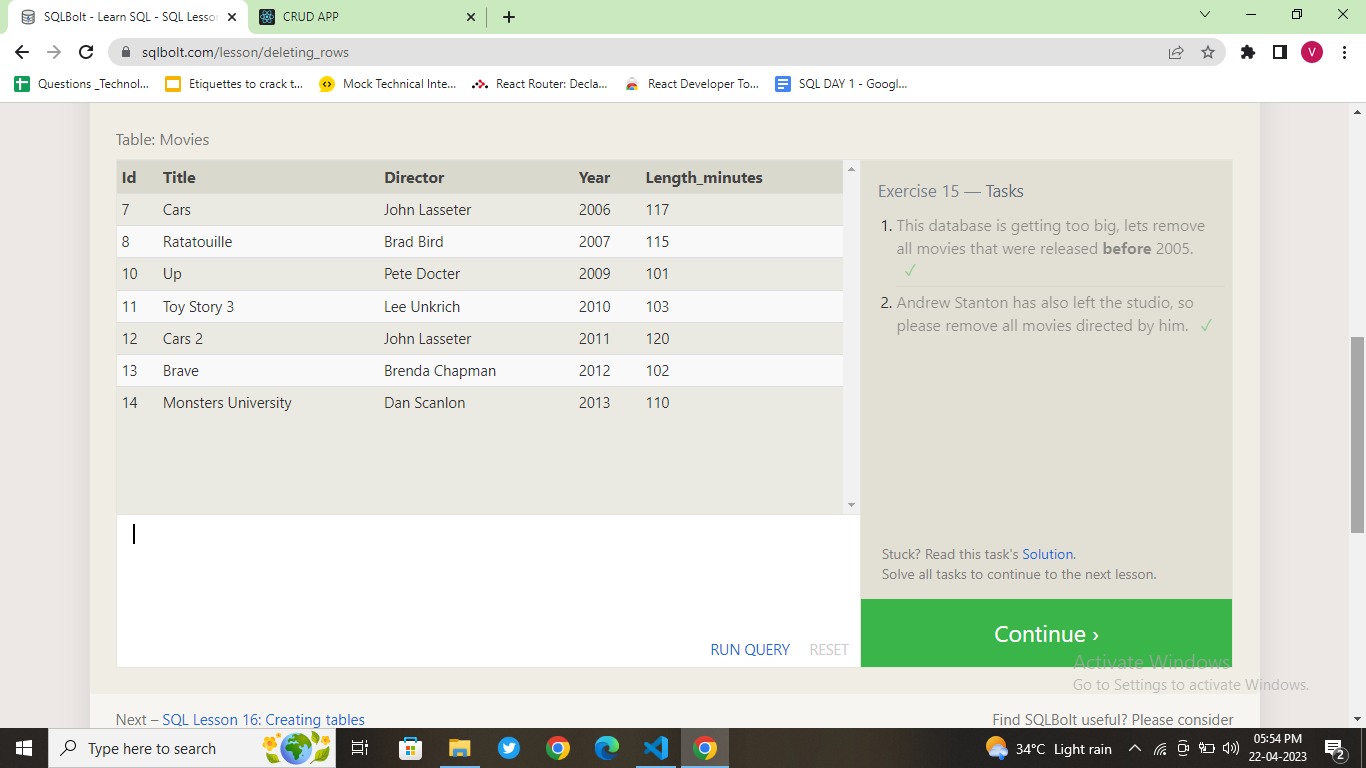 SQLBolt - Learn SQL - SQL Lesson
CRUD APP
sqlbolt.com/lesson/deleting_rows
V
Questions _Technol...
Etiquettes to crack t...
Mock Technical Inte...
React Router: Decla...
React Developer To...
SQL DAY 1 - Googl...
Table: Movies
Id Title Director Year Length_minutes
7 Cars John Lasseter 2006 117
8 Ratatouille Brad Bird 2007 115
10 Up Pete Docter 2009 101
11 Toy Story 3 Lee Unkrich 2010 103
12 Cars 2 John Lasseter 2011 120
13 Brave Brenda Chapman 2012 102
14 Monsters University Dan Scanlon 2013 110
RUN QUERY RESET
Exercise 15 — Tasks
1. This database is getting too big, lets remove
all movies that were released before 2005.
✓
2. Andrew Stanton has also left the studio, so
please remove all movies directed by him. ✓
Stuck? Read this task's Solution.
Solve all tasks to continue to the next lesson.
Continue ›
Activate Windows
Go to Settings to activate Windows.
Next – SQL Lesson 16: Creating tables
Find SQLBolt useful? Please consider
Type here to search
34°C Light rain
05:54 PM
22-04-2023
2